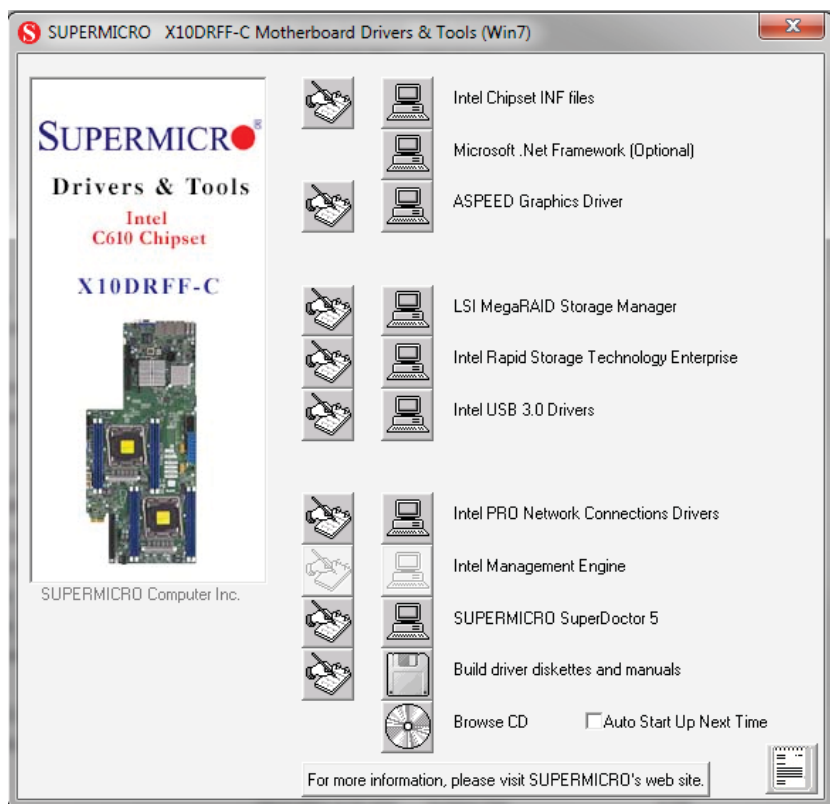 SUPERMICRO X10DRFF-C Motherboard Drivers & Tools (Win7)
SUPERMICRO®
Drivers & Tools
Intel
C610 Chipset
X10DRFF-C
SUPERMICRO Computer Inc.
Intel Chipset INF files
Microsoft .Net Framework (Optional)
ASPEED Graphics Driver
LSI MegaRAID Storage Manager
Intel Rapid Storage Technology Enterprise
Intel USB 3.0 Drivers
Intel PRO Network Connections Drivers
Intel Management Engine
SUPERMICRO SuperDoctor 5
Build driver diskettes and manuals
Browse CD Auto Start Up Next Time
For more information, please visit SUPERMICRO's web site.